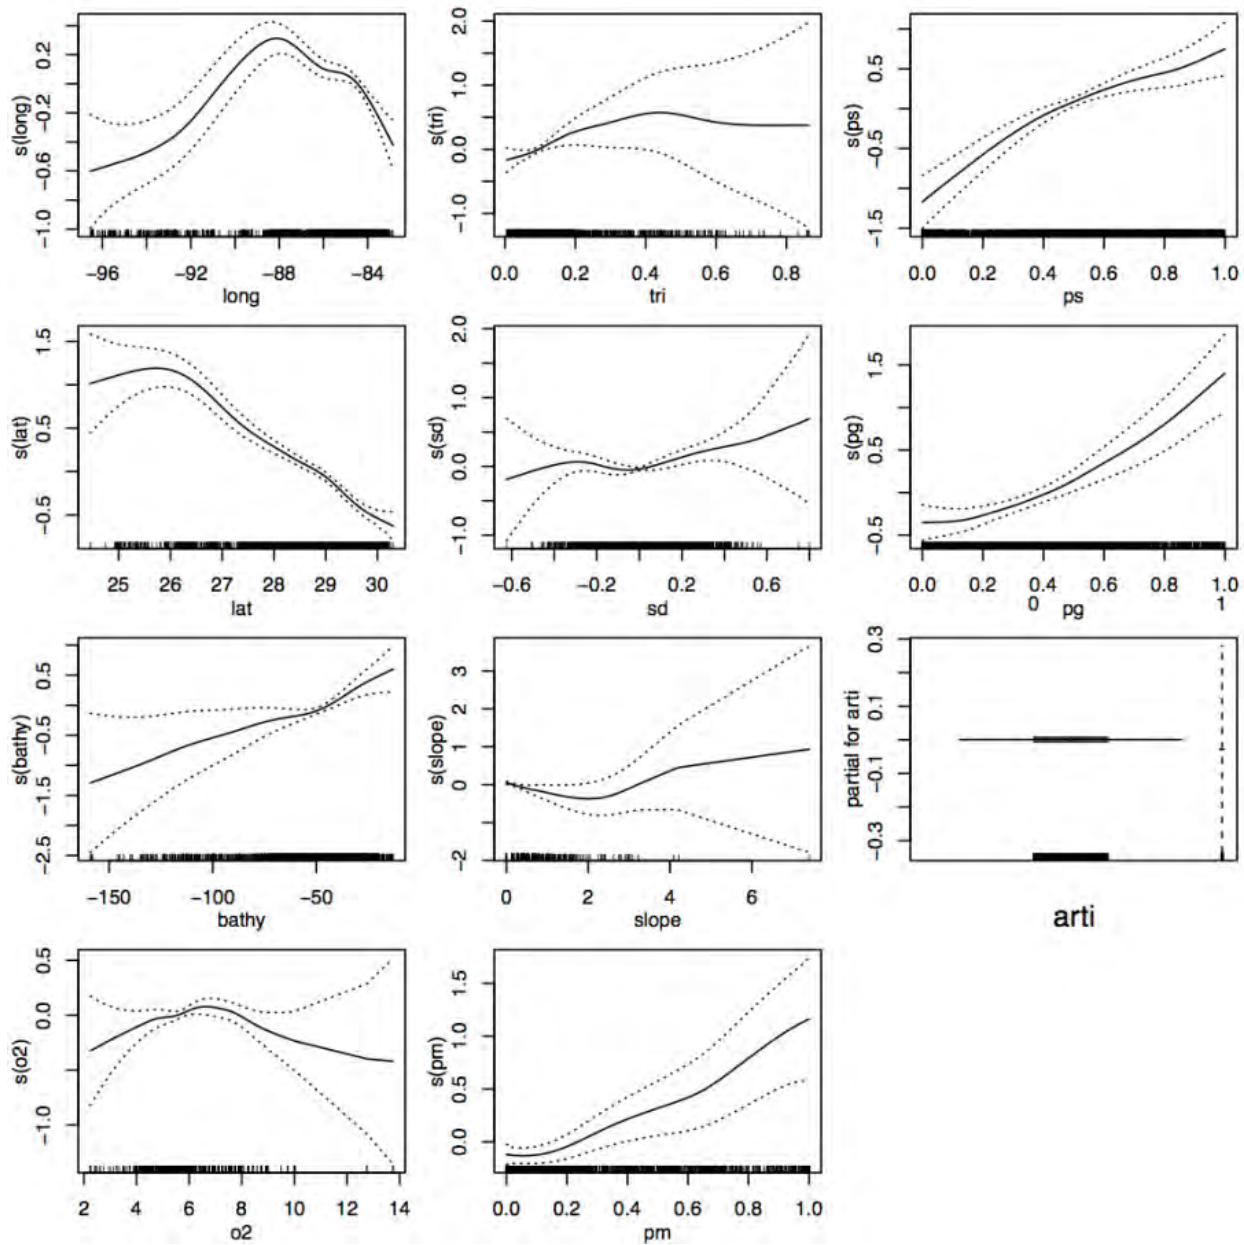 s(long)
0.2
−0.2
−0.6
−1.0
−96 −92 −88 −84
long
s(tri)
2.0
1.0
0.0
−1.0
0.0 0.2 0.4 0.6 0.8
tri
s(ps)
0.5
−0.5
−1.5
0.0 0.2 0.4 0.6 0.8 1.0
ps
s(lat)
1.5
0.5
−0.5
25 26 27 28 29 30
lat
s(sd)
2.0
1.0
0.0
−1.0
−0.6 −0.2 0.2 0.6
sd
s(pg)
1.5
0.5
−0.5
0.0 0.2 0.4 0.6 0.8 1.0
pg
s(bathy)
0.5
−0.5
−1.5
−2.5
−150 −100 −50
bathy
s(slope)
3
1
0
−2
0 2 4 6
slope
0 1
partial for arti
0.3
0.1
−0.1
−0.3
arti
s(o2)
0.5
0.0
−1.0
2 4 6 8 10 12 14
o2
s(pm)
1.5
1.0
0.5
0.0
0.0 0.2 0.4 0.6 0.8 1.0
pm